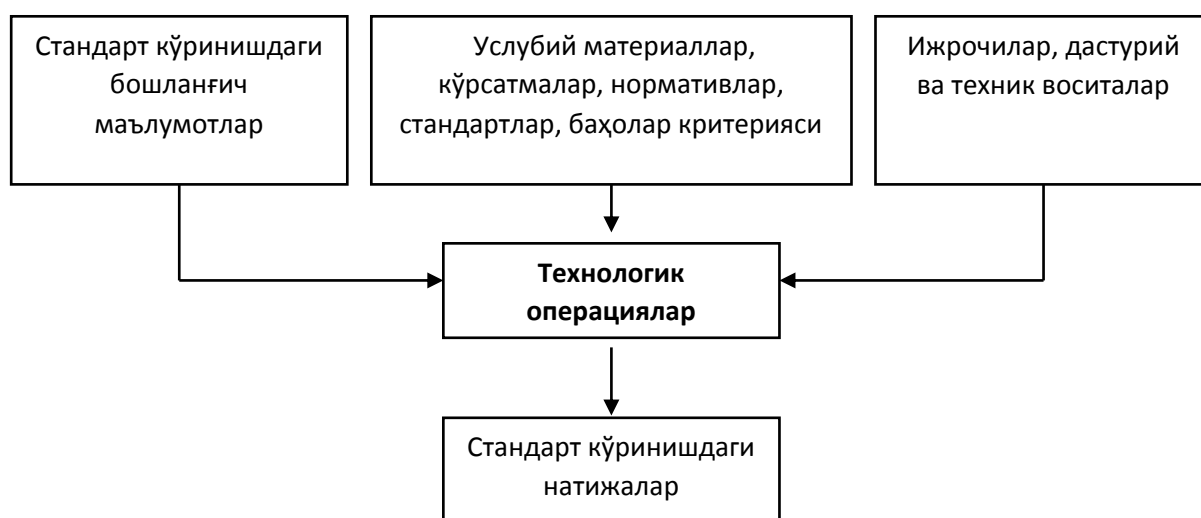 Стандарт кўринишдаги
бошланғич
маълумотлар
Услубий материаллар,
кўрсатмалар, нормативлар,
стандартлар, баҳолар критерияси
Ижрочилар, дастурий
ва техник воситалар
Технологик
операциялар
Стандарт кўринишдаги
натижалар